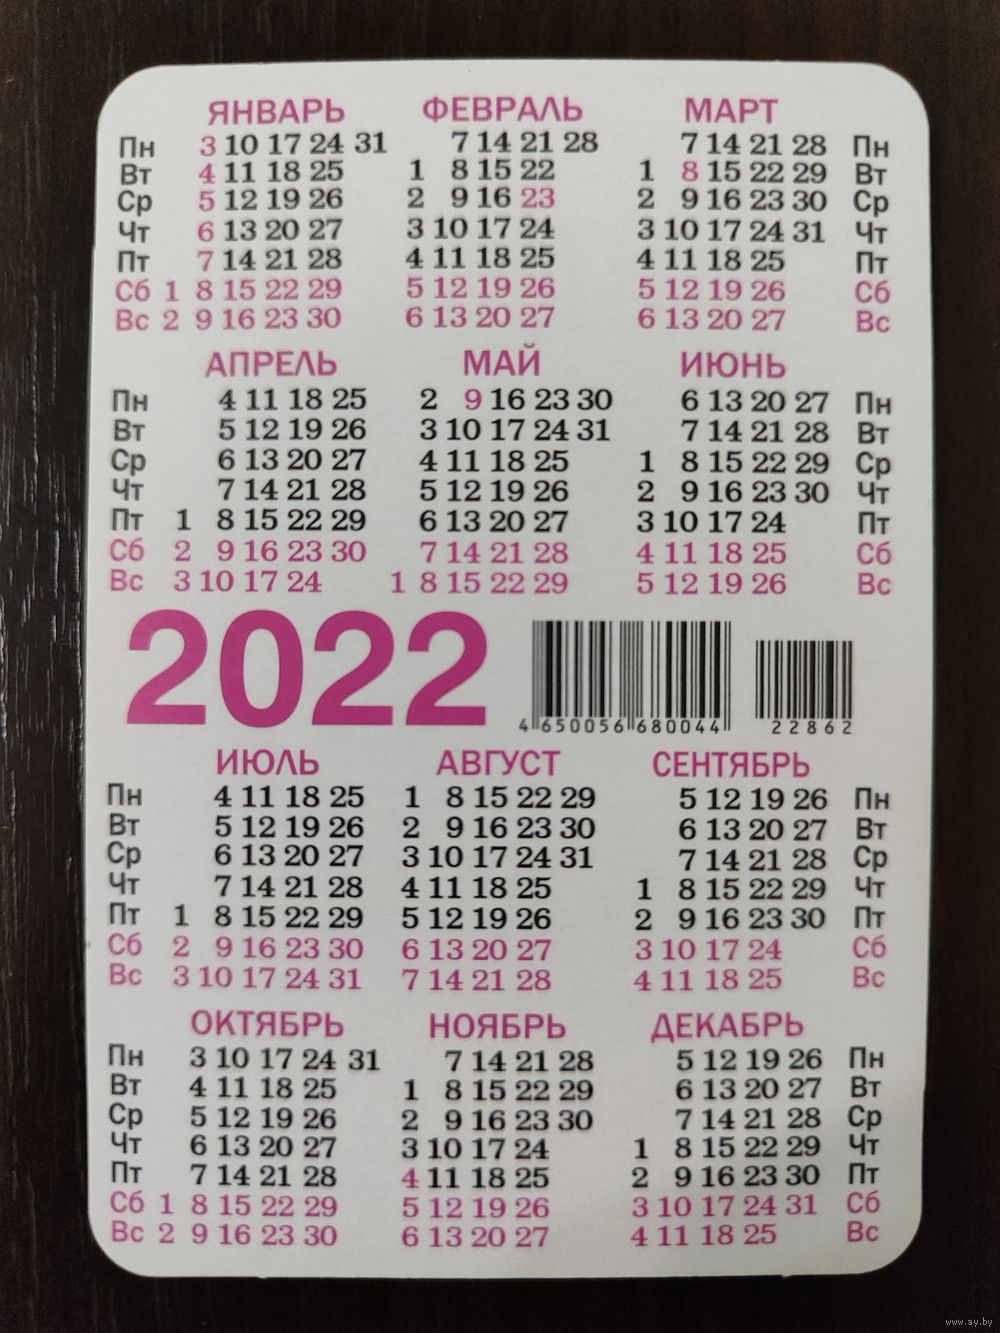 ЯНВАРЬ ФЕВРАЛЬ МАРТ
Пн 3 10 17 24 31 7 14 21 28 7 14 21 28 Пн
Вт 4 11 18 25 1 8 15 22 1 8 15 22 29 Вт
Ср 5 12 19 26 2 9 16 23 2 9 16 23 30 Ср
Чт 6 13 20 27 3 10 17 24 3 10 17 24 31 Чт
Пт 7 14 21 28 4 11 18 25 4 11 18 25 Пт
Сб 1 8 15 22 29 5 12 19 26 5 12 19 26 Сб
Вс 2 9 16 23 30 6 13 20 27 6 13 20 27 Вс
АПРЕЛЬ МАЙ ИЮНЬ
Пн 4 11 18 25 2 9 16 23 30 6 13 20 27 Пн
Вт 5 12 19 26 3 10 17 24 31 7 14 21 28 Вт
Ср 6 13 20 27 4 11 18 25 1 8 15 22 29 Ср
Чт 7 14 21 28 5 12 19 26 2 9 16 23 30 Чт
Пт 1 8 15 22 29 6 13 20 27 3 10 17 24 Пт
Сб 2 9 16 23 30 7 14 21 28 4 11 18 25 Сб
Вс 3 10 17 24 1 8 15 22 29 5 12 19 26 Вс
2022
4 650056 680044 22862
ИЮЛЬ АВГУСТ СЕНТЯБРЬ
Пн 4 11 18 25 1 8 15 22 29 5 12 19 26 Пн
Вт 5 12 19 26 2 9 16 23 30 6 13 20 27 Вт
Ср 6 13 20 27 3 10 17 24 31 7 14 21 28 Ср
Чт 7 14 21 28 4 11 18 25 1 8 15 22 29 Чт
Пт 1 8 15 22 29 5 12 19 26 2 9 16 23 30 Пт
Сб 2 9 16 23 30 6 13 20 27 3 10 17 24 Сб
Вс 3 10 17 24 31 7 14 21 28 4 11 18 25 Вс
ОКТЯБРЬ НОЯБРЬ ДЕКАБРЬ
Пн 3 10 17 24 31 7 14 21 28 5 12 19 26 Пн
Вт 4 11 18 25 1 8 15 22 29 6 13 20 27 Вт
Ср 5 12 19 26 2 9 16 23 30 7 14 21 28 Ср
Чт 6 13 20 27 3 10 17 24 1 8 15 22 29 Чт
Пт 7 14 21 28 4 11 18 25 2 9 16 23 30 Пт
Сб 1 8 15 22 29 5 12 19 26 3 10 17 24 31 Сб
Вс 2 9 16 23 30 6 13 20 27 4 11 18 25 Вс
www.ay.by